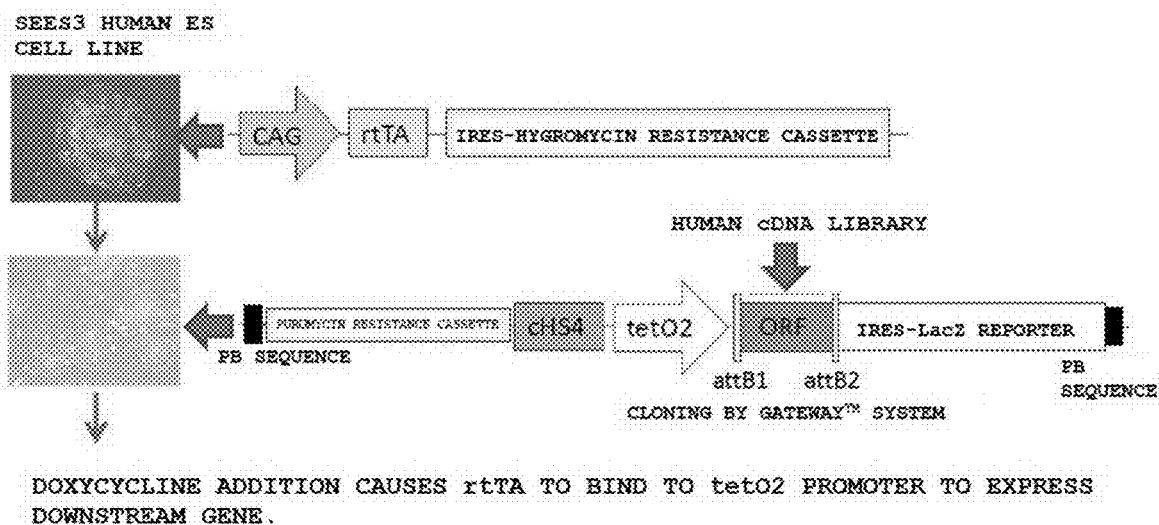 SEES3 HUMAN ES
CELL LINE
CAG
rtTA
IRES-HYGROMYCIN RESISTANCE CASSETTE
HUMAN cDNA LIBRARY
PUROMYCIN RESISTANCE CASSETTE
cHS4
tetO2
ORF
IRES-LacZ REPORTER
PB SEQUENCE
attB1
attB2
PB
SEQUENCE
CLONING BY GATEWAY™ SYSTEM
DOXYCYCLINE ADDITION CAUSES rtTA TO BIND TO tetO2 PROMOTER TO EXPRESS
DOWNSTREAM GENE.